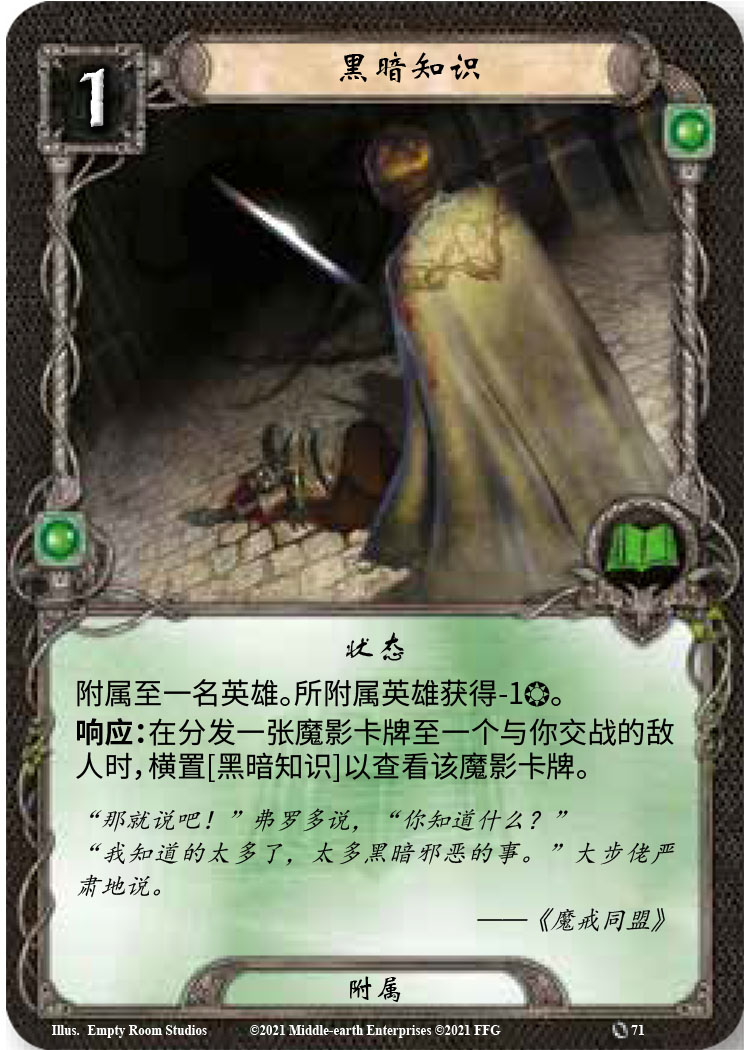 1
黑暗知识
状态
附属至一名英雄。所附属英雄获得-1。
响应：在分发一张魔影卡牌至一个与你交战的敌
人时，横置[黑暗知识]以查看该魔影卡牌。
“那就说吧！”弗罗多说，“你知道什么？”
“我知道的太多了，太多黑暗邪恶的事。”大步佬严
肃地说。
——《魔戒同盟》
附属
Illus. Empty Room Studios ©2021 Middle-earth Enterprises ©2021 FFG 71